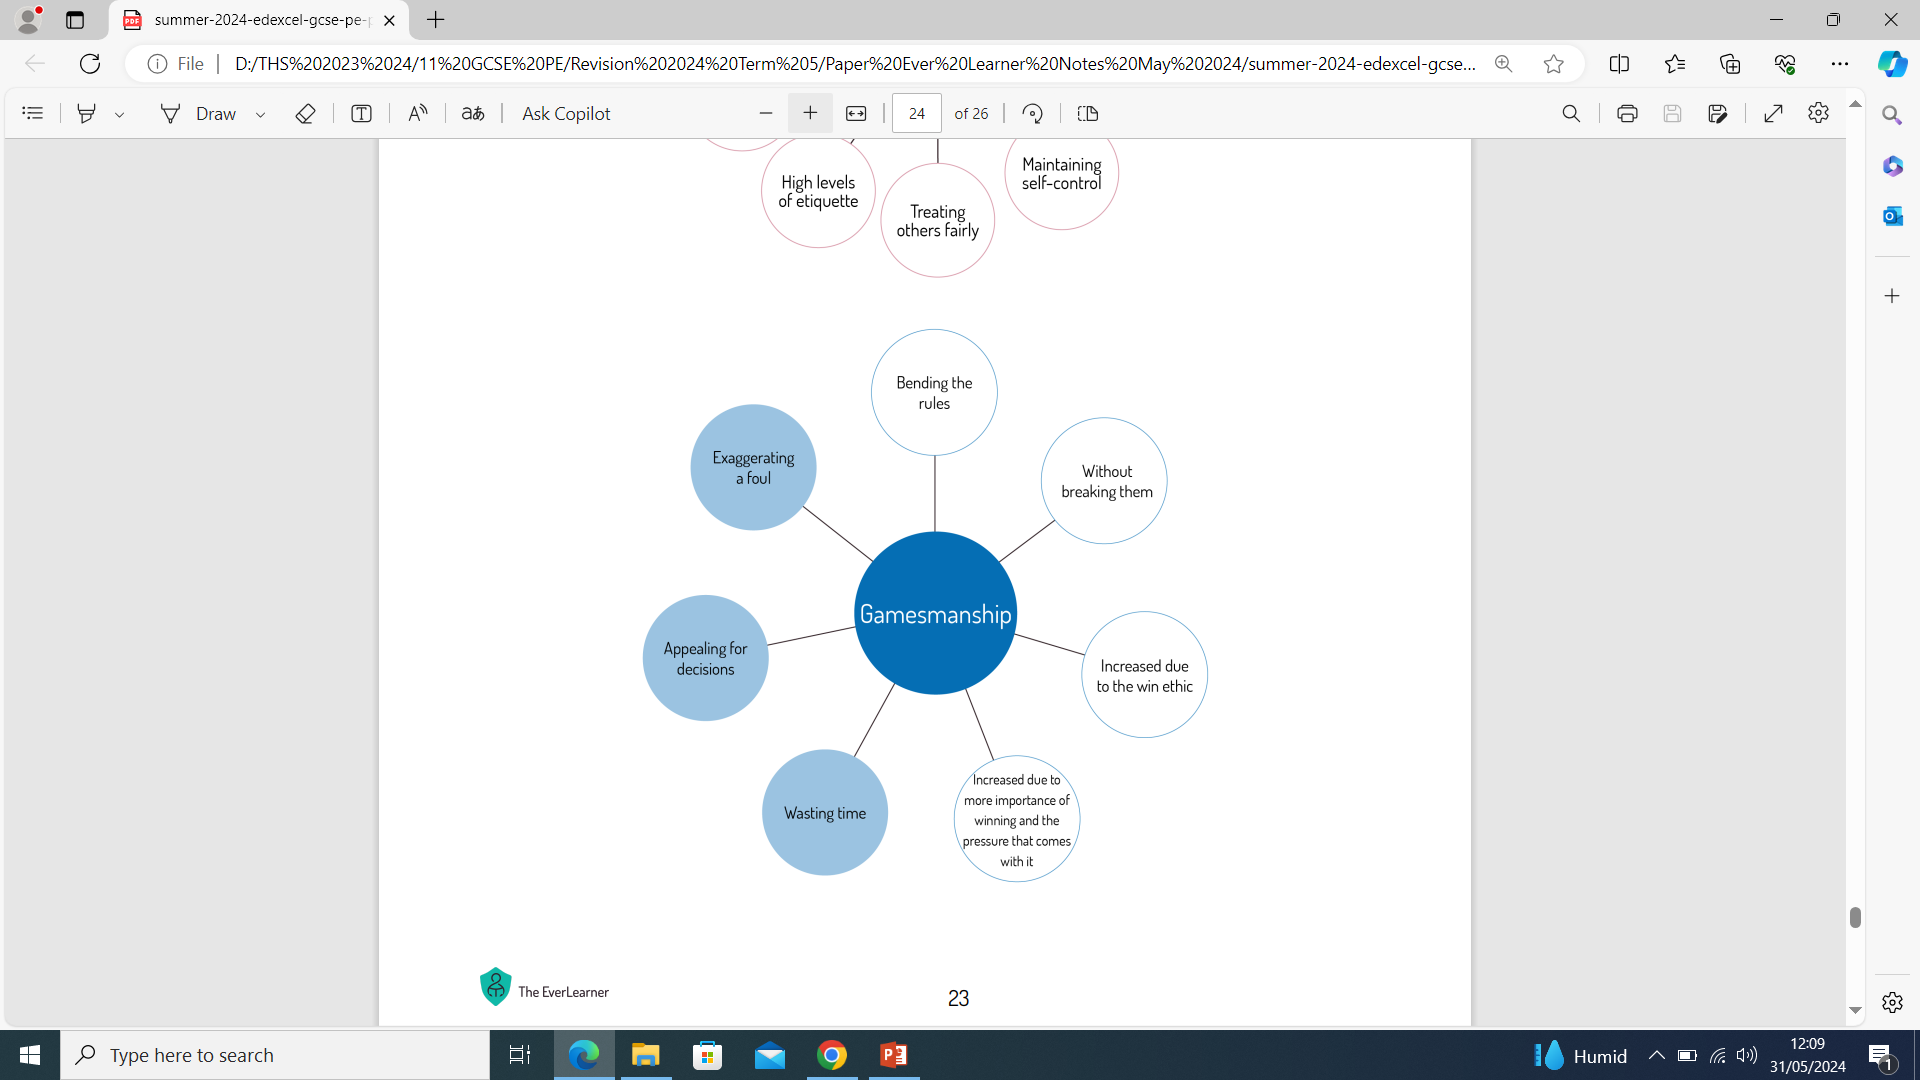 summer-2024-edexcel-gcse-pe-p
File
D:/THS%202023%2024/11%20GCSE%20PE/Revision%202024%20Term%205/Paper%20Ever%20Learner%20Notes%20May%202024/summer-2024-edexcel-gcse...
Draw
aあ
Ask Copilot
24
of 26
High levels
of etiquette
Treating
others fairly
Maintaining
self-control
Bending the
rules
Exaggerating
a foul
Without
breaking them
Gamesmanship
Appealing for
decisions
Increased due
to the win ethic
Wasting time
Increased due to
more importance of
winning and the
pressure that comes
with it
The EverLearner
23
Type here to search
Humid
12:09
31/05/2024
1